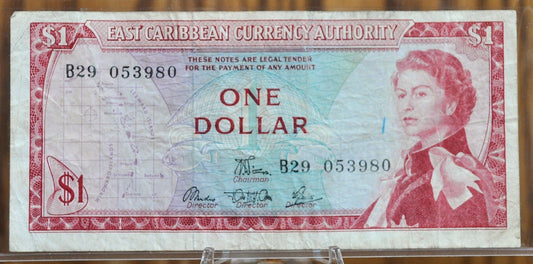 $1 EAST CARIBBEAN CURRENCY AUTHORITY $1
THESE NOTES ARE LEGAL TENDER
FOR THE PAYMENT OF ANY AMOUNT
B29 053980
ONE
DOLLAR
Chairman
B29 053980
$1
Director Director Director